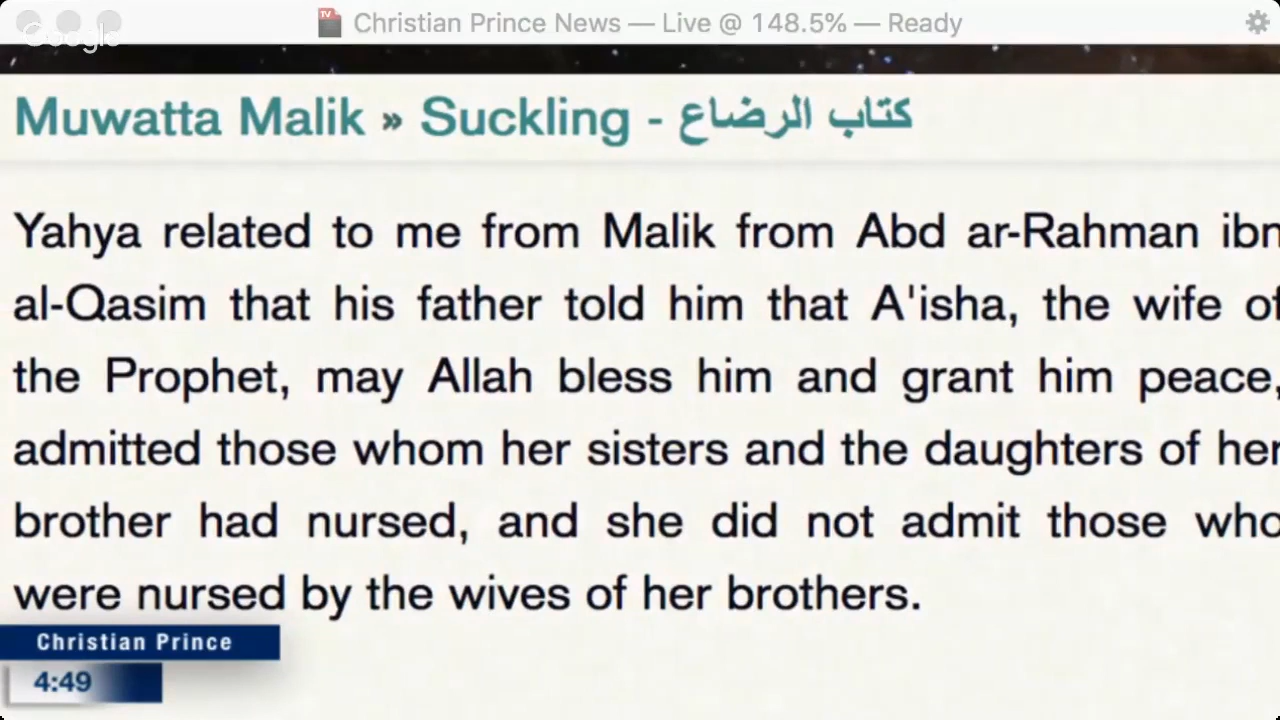 Google
TV
Christian Prince News — Live @ 148.5% — Ready
Muwatta Malik » Suckling - كتاب الرضاع
Yahya related to me from Malik from Abd ar-Rahman ibn
al-Qasim that his father told him that A'isha, the wife of
the Prophet, may Allah bless him and grant him peace,
admitted those whom her sisters and the daughters of her
brother had nursed, and she did not admit those who
were nursed by the wives of her brothers.
Christian Prince
4:49